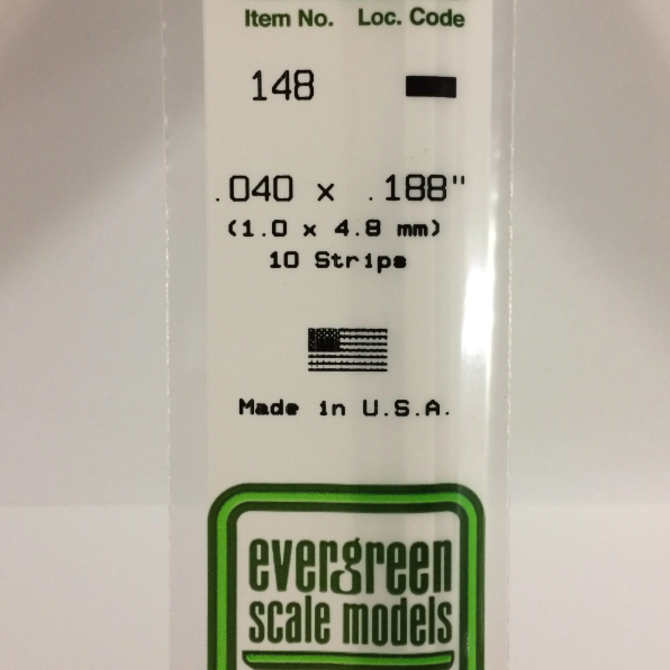 Item No. Loc. Code
148
.040 x .188"
(1.0 x 4.8 mm)
10 Strips
Made in U.S.A.
evergreen
scale models